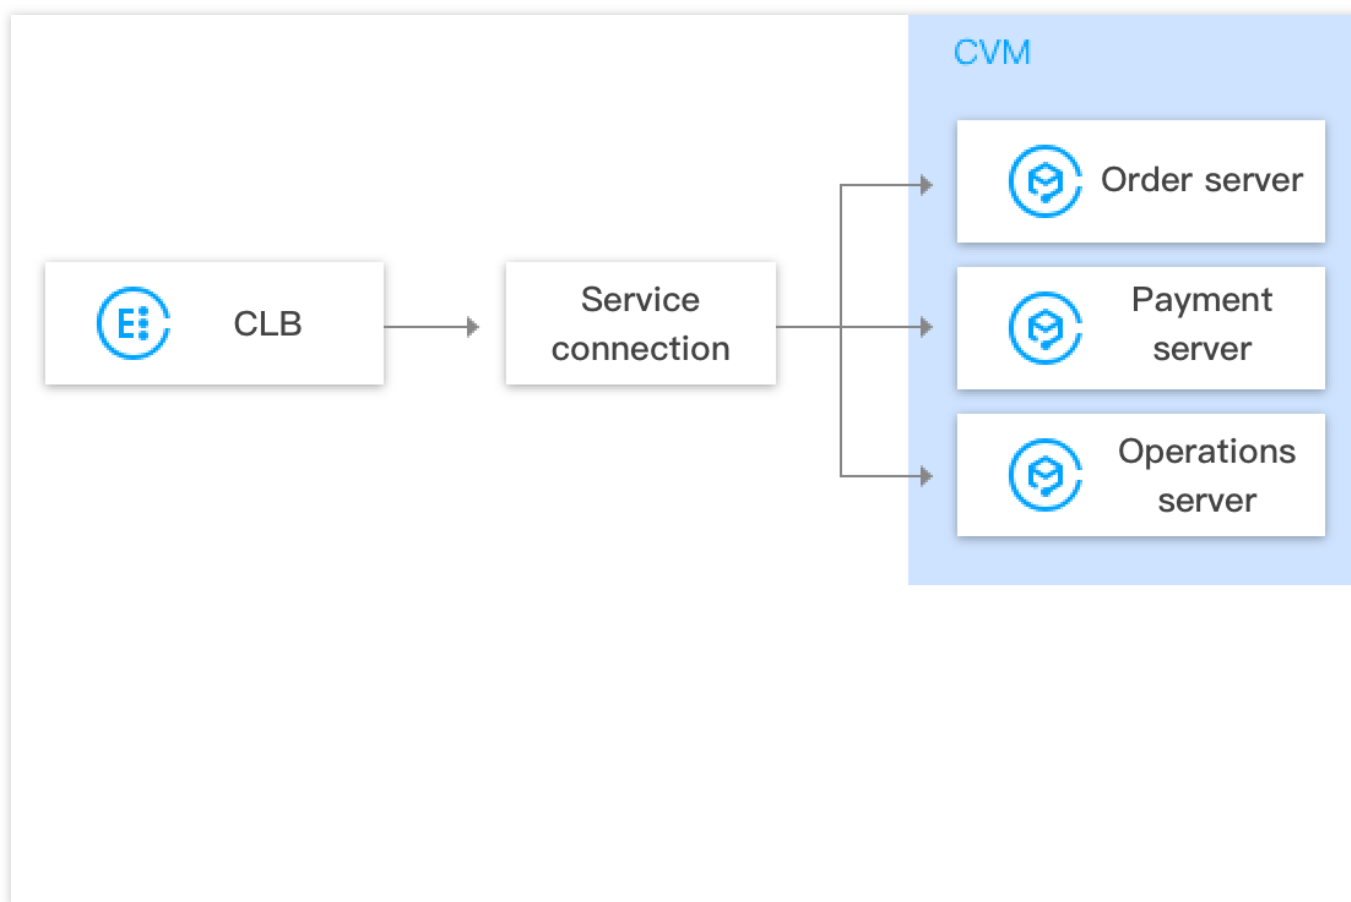 CVM
Order server
CLB
Service
connection
Payment
server
Operations
server